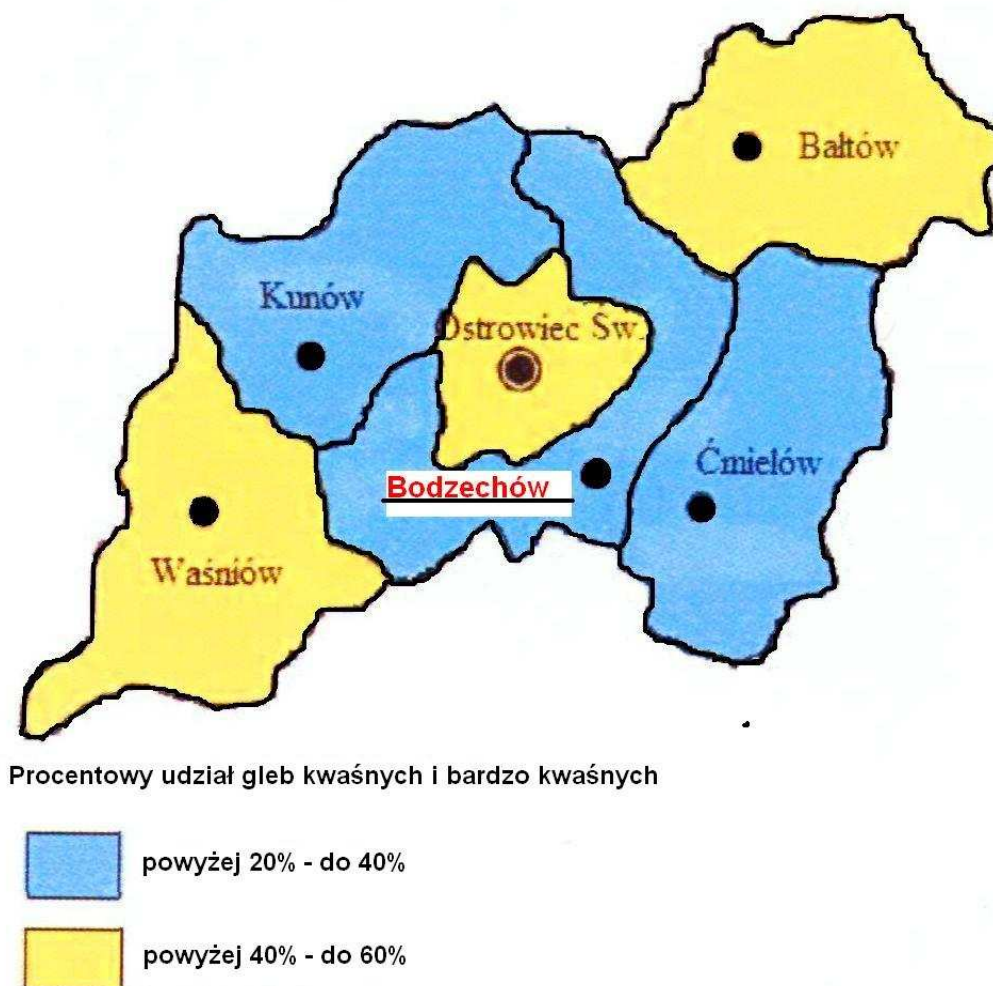 Bałtów
Kunów
Ostrowiec Św.
Ćmielów
Bodzechów
Waśniów
Procentowy udział gleb kwaśnych i bardzo kwaśnych
powyżej 20% - do 40%
powyżej 40% - do 60%